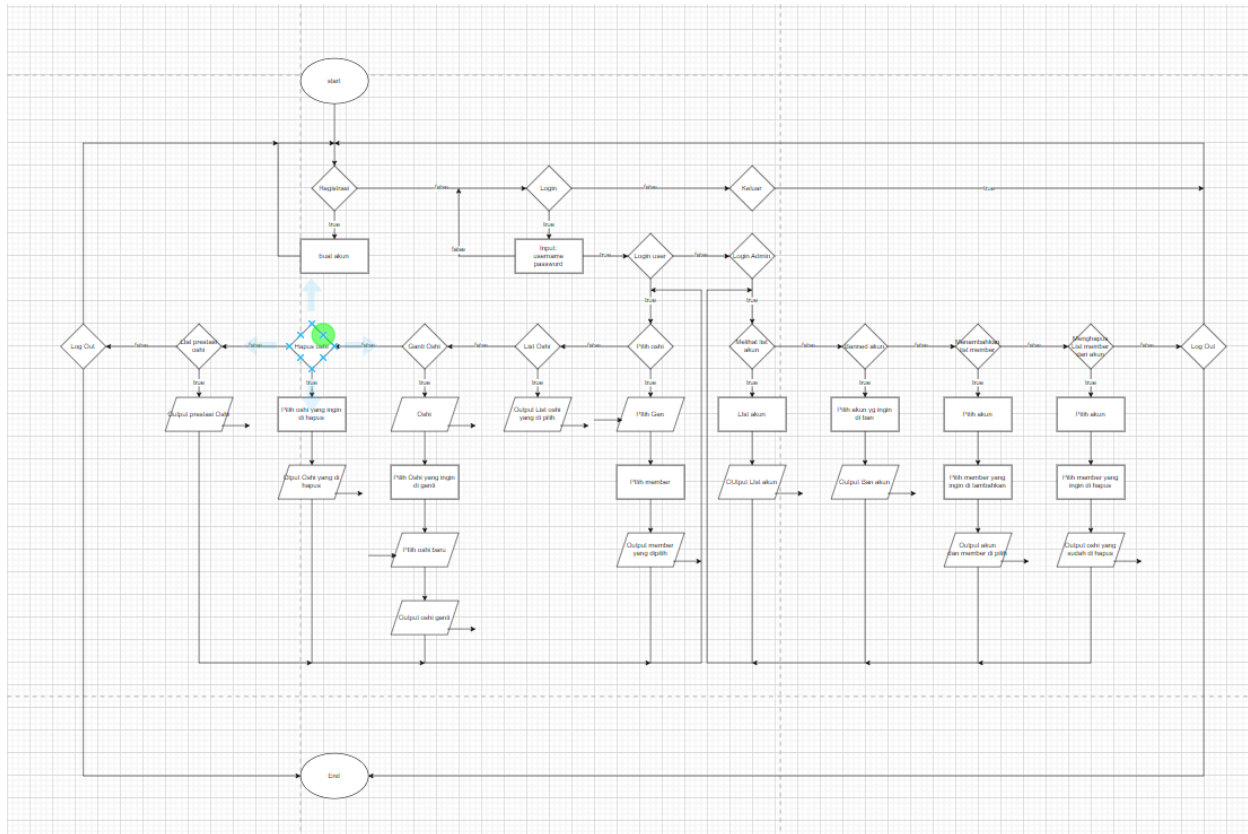 start
Registrasi
false
Login
false
Keluar
true
true
true
buat akun
false
Input:
username
password
true
Login user
false
Login Admin
true
true
Log Out
false
List prestasi
oshi
false
Hapus oshi
false
Ganti Oshi
false
List Oshi
false
Pilih oshi
Melihat list
akun
false
Banned akun
false
Menambahkan
list member
false
Menghapus
List member
dari akun
false
Log Out
true
true
true
true
true
true
true
true
true
Output prestasi Oshi
Pilih oshi yang ingin
di hapus
Oshi
Output List oshi
yang di pilih
Pilih Gen
List akun
Pilih akun yg ingin
di ban
Pilih akun
Pilih akun
Otput Oshi yang di
hapus
Pilih Oshi yang ingin
di ganti
Pilih member
OUtput List akun
Output Ban akun
Pilih member yang
ingin di tambahkan
Pilih member yang
ingin di hapus
Pilih oshi baru
Output member
yang dipilih
Output akun
dan member di pilih
Output oshi yang
sudah di hapus
Output oshi ganti
End